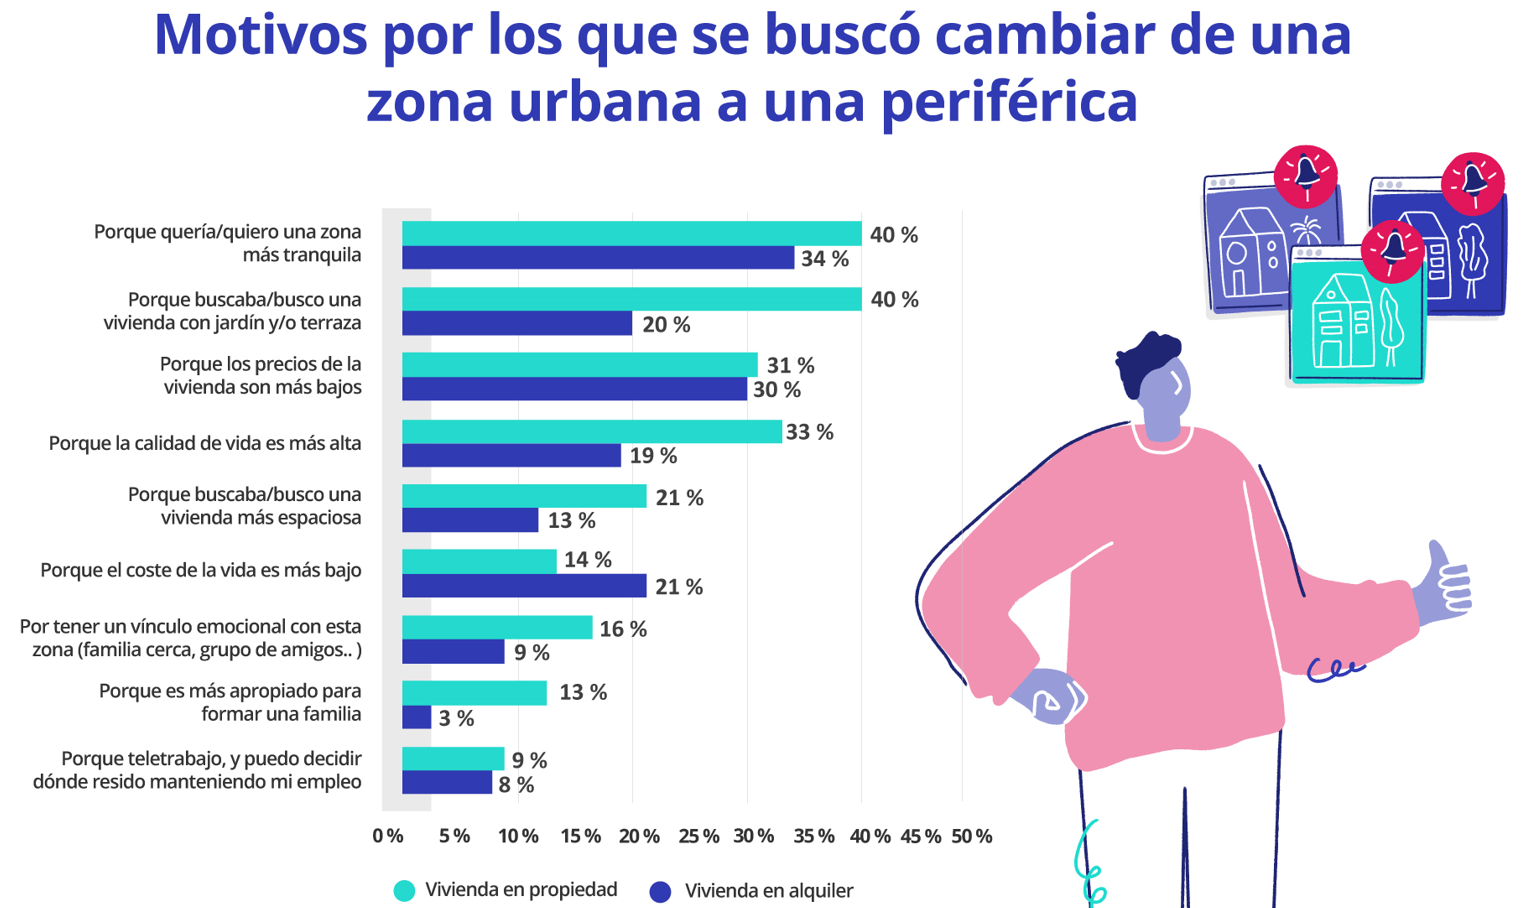 Motivos por los que se buscó cambiar de una
zona urbana a una periférica
Porque quería/quiero una zona
más tranquila
40 %
34 %
Porque buscaba/busco una
vivienda con jardín y/o terraza
40 %
20 %
Porque los precios de la
vivienda son más bajos
31 %
30 %
Porque la calidad de vida es más alta
33 %
19 %
Porque buscaba/busco una
vivienda más espaciosa
21 %
13 %
Porque el coste de la vida es más bajo
14 %
21 %
Por tener un vínculo emocional con esta
zona (familia cerca, grupo de amigos.. )
16 %
9 %
Porque es más apropiado para
formar una familia
13 %
3 %
Porque teletrabajo, y puedo decidir
dónde resido manteniendo mi empleo
9 %
8 %
0 % 5 % 10 % 15 % 20 % 25 % 30 % 35 % 40 % 45 % 50 %
Vivienda en propiedad Vivienda en alquiler